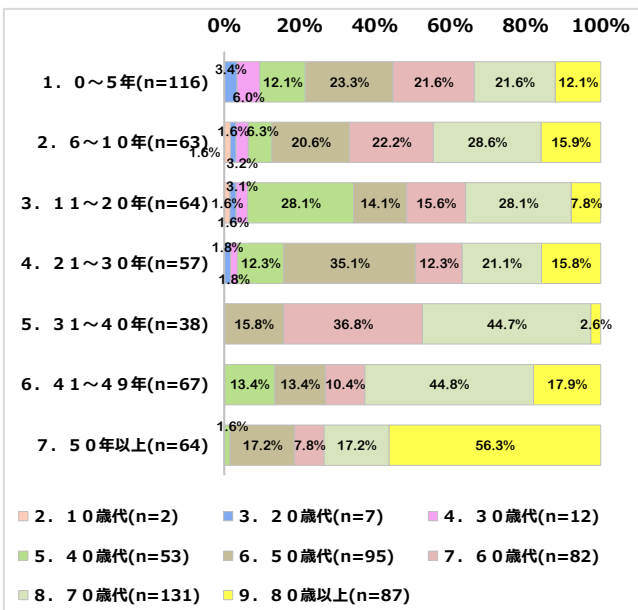 0% 20% 40% 60% 80% 100%
1．0～5年(n=116) 3.4% 6.0% 12.1% 23.3% 21.6% 21.6% 12.1%
2．6～10年(n=63) 1.6% 1.6% 3.2% 6.3% 20.6% 22.2% 28.6% 15.9%
3．11～20年(n=64) 1.6% 1.6% 3.1% 28.1% 14.1% 15.6% 28.1% 7.8%
4．21～30年(n=57) 1.8% 1.8% 12.3% 35.1% 12.3% 21.1% 15.8%
5．31～40年(n=38) 15.8% 36.8% 44.7% 2.6%
6．41～49年(n=67) 13.4% 13.4% 10.4% 44.8% 17.9%
7．50年以上(n=64) 1.6% 17.2% 7.8% 17.2% 56.3%
2．10歳代(n=2) 3．20歳代(n=7) 4．30歳代(n=12)
5．40歳代(n=53) 6．50歳代(n=95) 7．60歳代(n=82)
8．70歳代(n=131) 9．80歳以上(n=87)